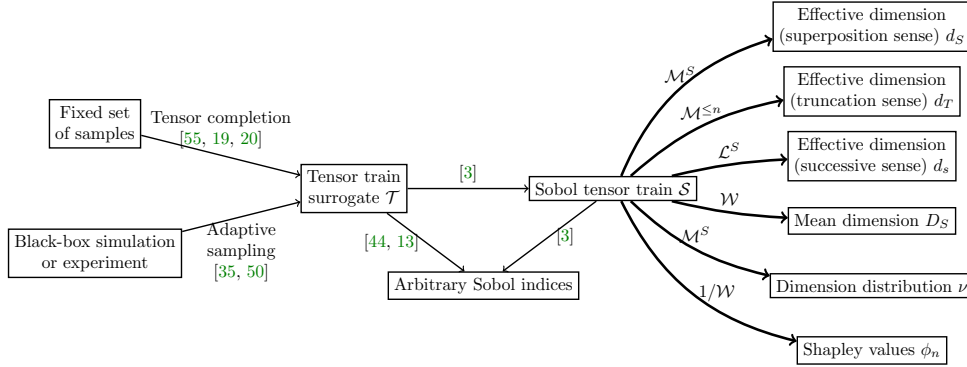 Effective dimension
(superposition sense) d_S
M^S
Effective dimension
(truncation sense) d_T
Fixed set
of samples
Tensor completion
[55, 19, 20]
M^{≤n}
L^S
Effective dimension
(successive sense) d_s
Tensor train
surrogate T
[3]
Sobol tensor train S
W
Mean dimension D_S
Black-box simulation
or experiment
Adaptive
sampling
[35, 50]
[44, 13]
[3]
M^S
Arbitrary Sobol indices
Dimension distribution ν
1/W
Shapley values ϕ_n